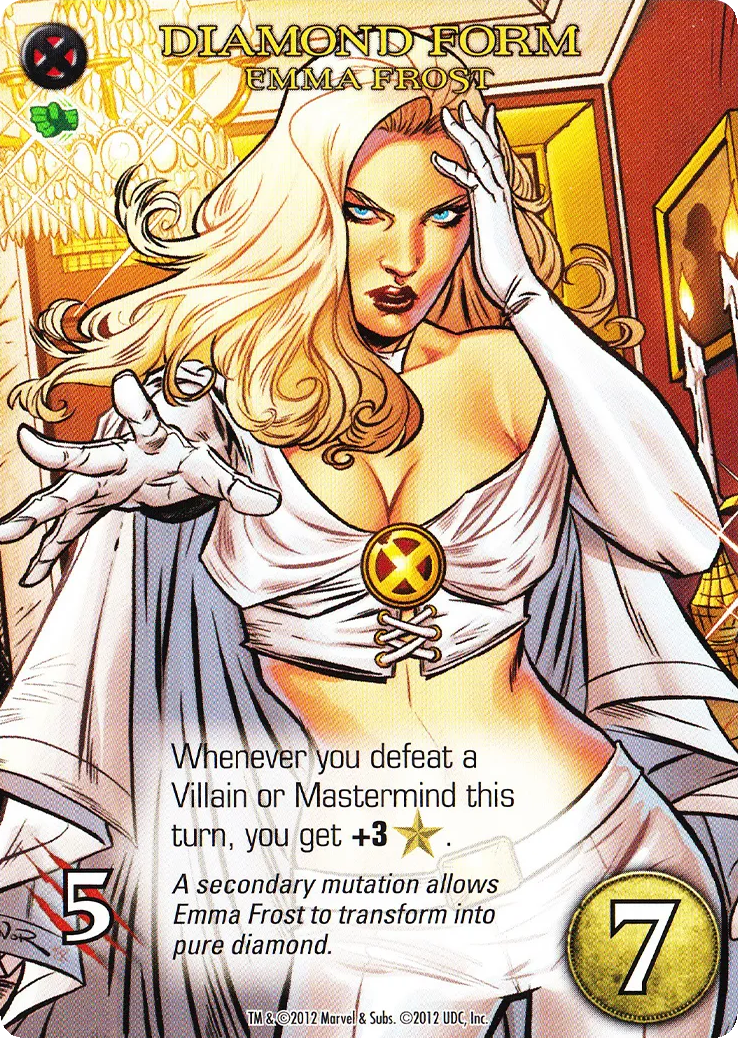 DIAMOND FORM
EMMA FROST
Whenever you defeat a
Villain or Mastermind this
turn, you get +3 ★.
A secondary mutation allows
Emma Frost to transform into
pure diamond.
5
7
TM & ©2012 Marvel & Subs. ©2012 UDC, Inc.